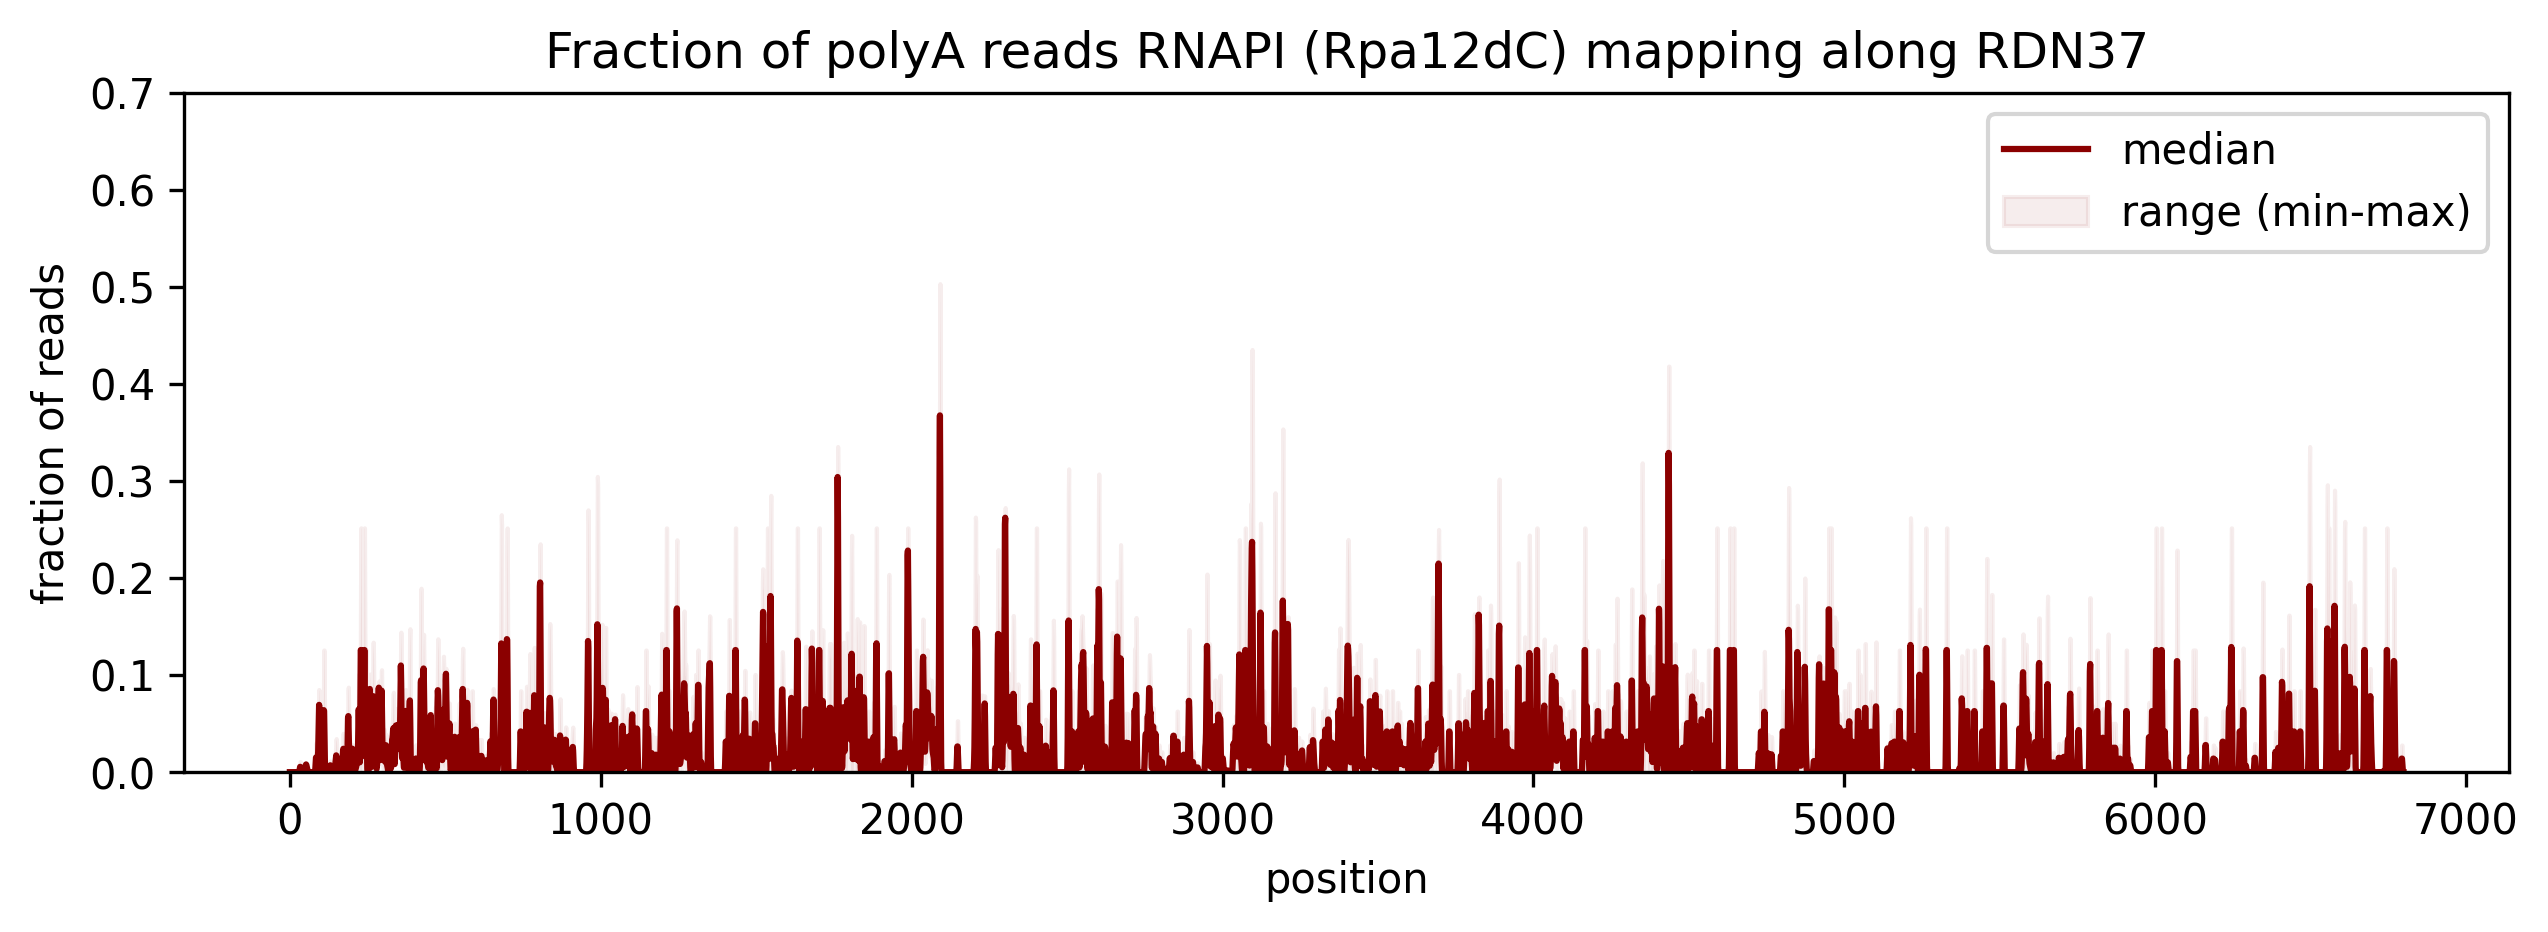 Fraction of polyA reads RNAPI (Rpa12dC) mapping along RDN37
0.7
0.6
0.5
0.4
0.3
0.2
0.1
0.0
fraction of reads
median
range (min-max)
0 1000 2000 3000 4000 5000 6000 7000
position